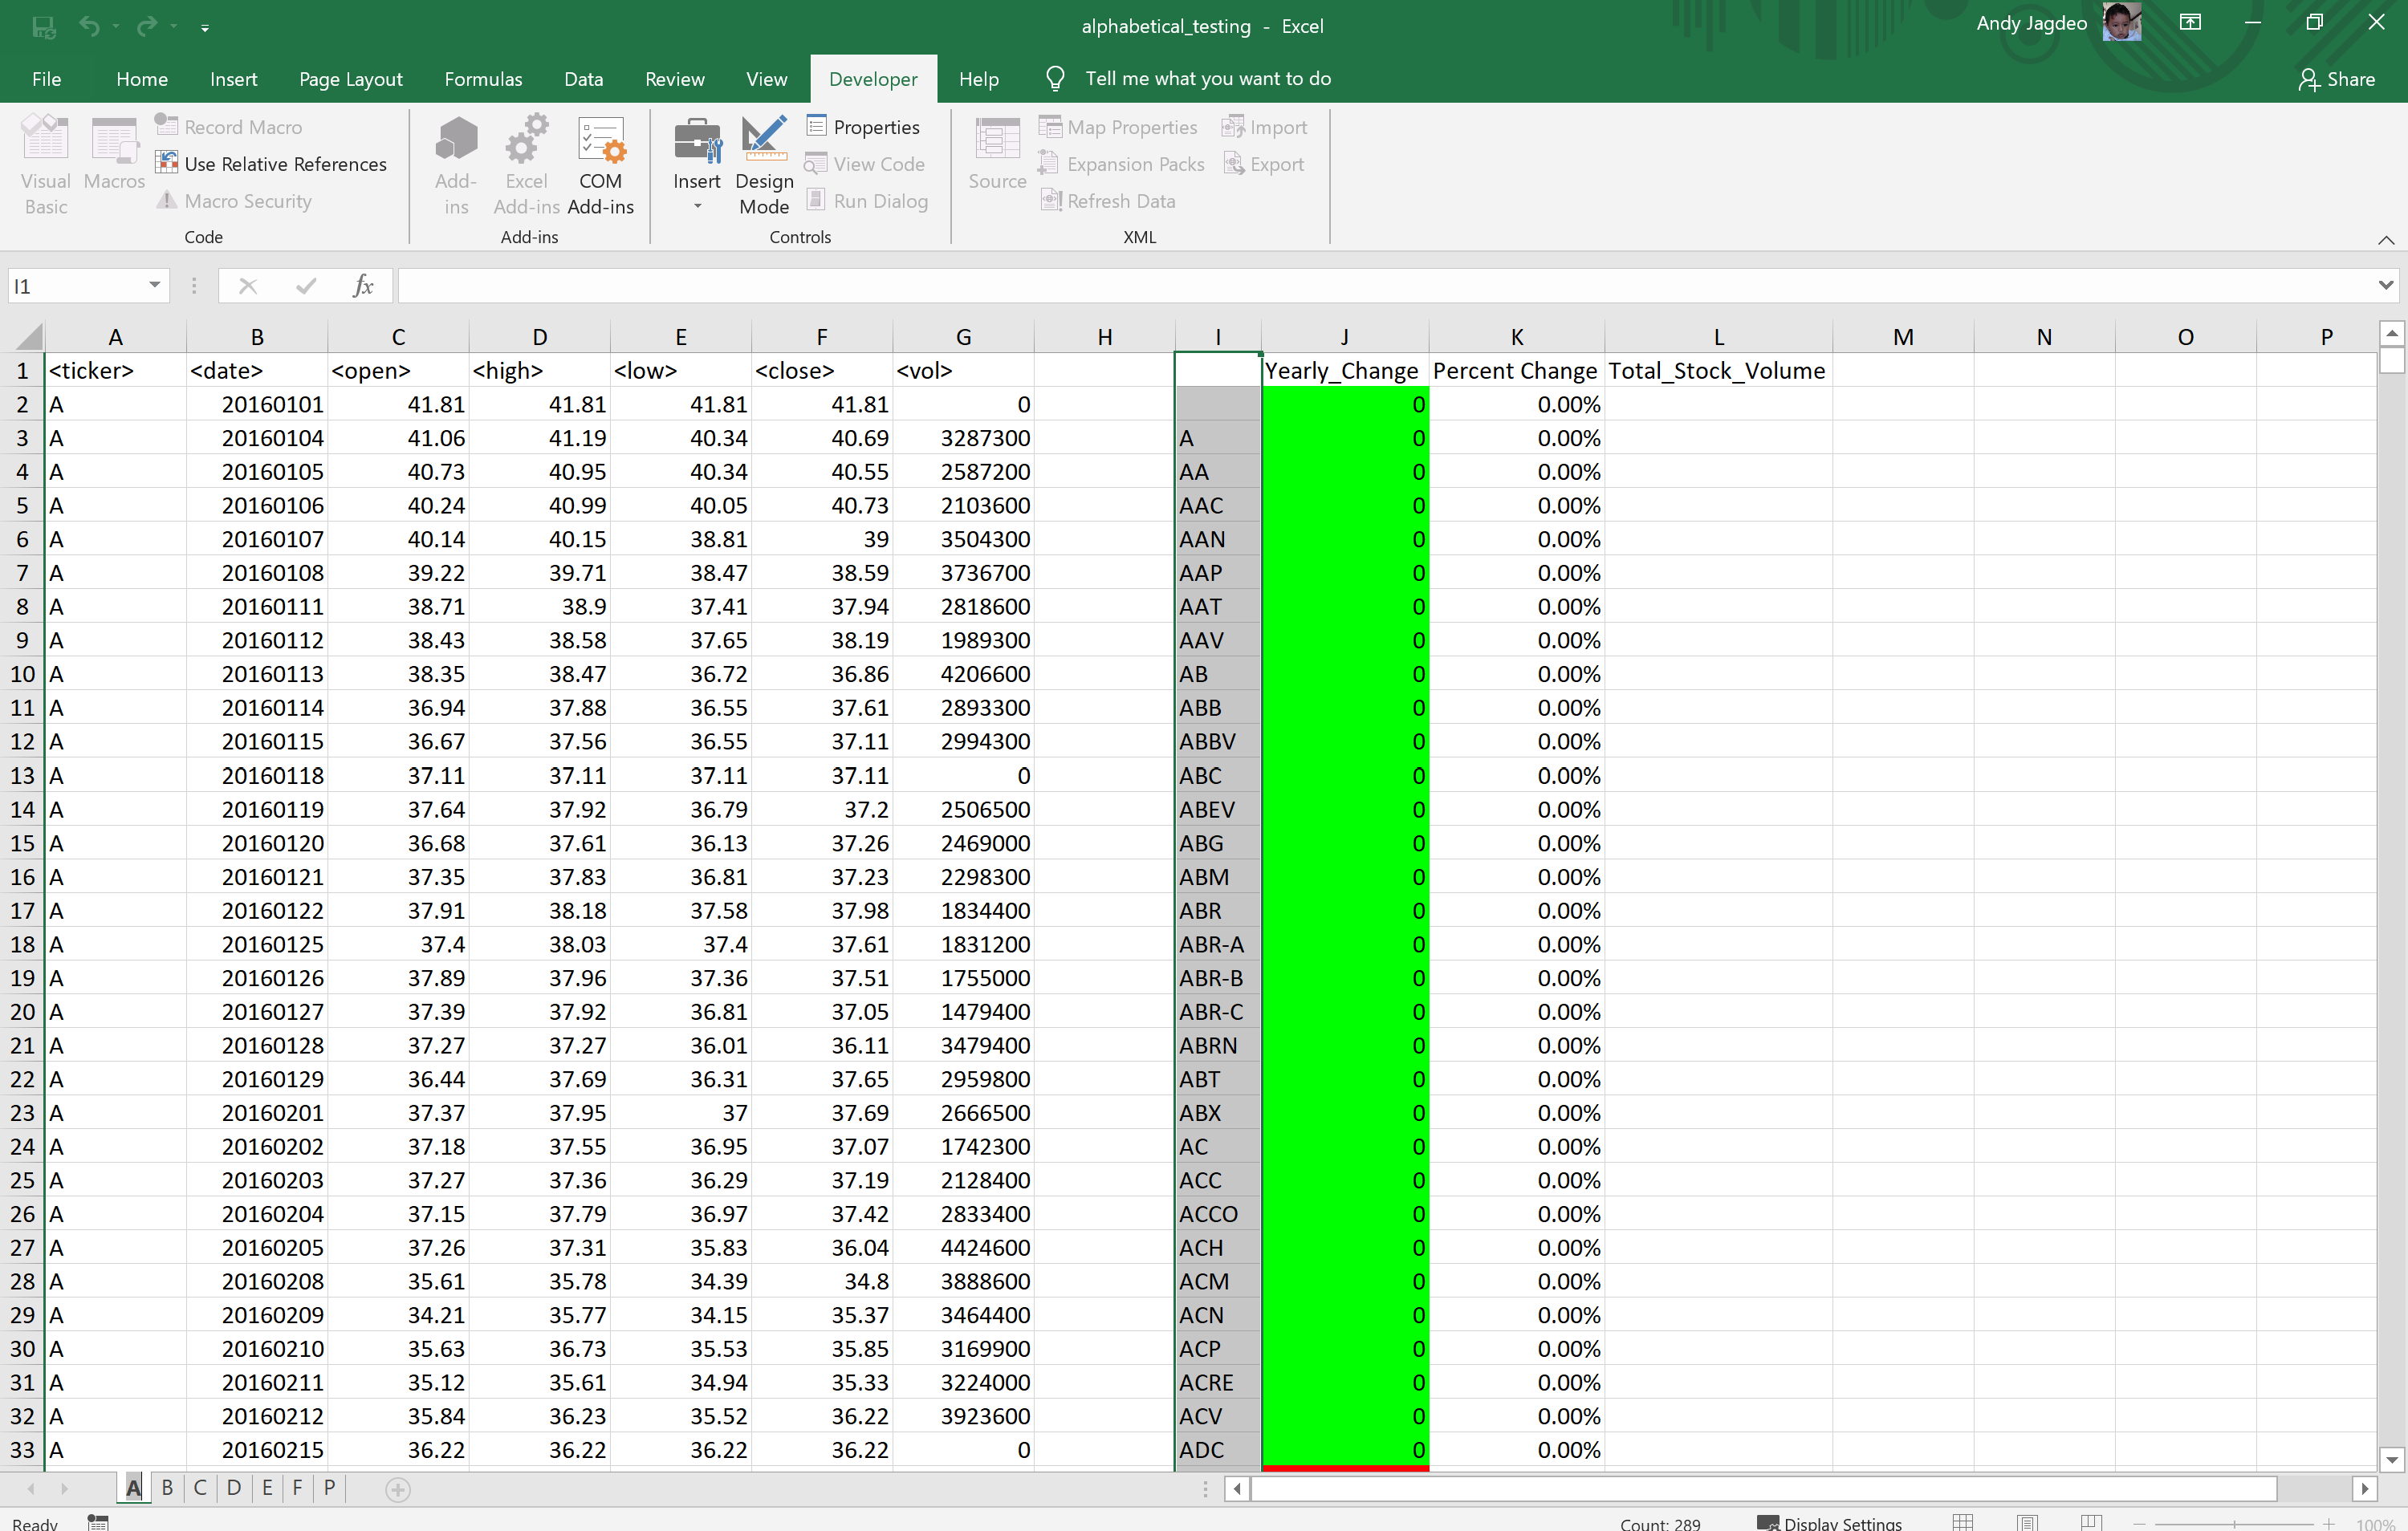 alphabetical_testing - Excel
Andy Jagdeo
File Home Insert Page Layout Formulas Data Review View Developer Help Tell me what you want to do Share
Visual Basic
Macros
Record Macro
Use Relative References
Macro Security
Code
Add-ins
Excel Add-ins
COM Add-ins
Add-ins
Insert
Design Mode
Properties
View Code
Run Dialog
Controls
Source
Map Properties
Expansion Packs
Refresh Data
Import
Export
XML
I1 fx
A B C D E F G H I J K L M N O P
1 <ticker> <date> <open> <high> <low> <close> <vol> Yearly_Change Percent Change Total_Stock_Volume
2 A 20160101 41.81 41.81 41.81 41.81 0 0 0.00%
3 A 20160104 41.06 41.19 40.34 40.69 3287300 A 0 0.00%
4 A 20160105 40.73 40.95 40.34 40.55 2587200 AA 0 0.00%
5 A 20160106 40.24 40.99 40.05 40.73 2103600 AAC 0 0.00%
6 A 20160107 40.14 40.15 38.81 39 3504300 AAN 0 0.00%
7 A 20160108 39.22 39.71 38.47 38.59 3736700 AAP 0 0.00%
8 A 20160111 38.71 38.9 37.41 37.94 2818600 AAT 0 0.00%
9 A 20160112 38.43 38.58 37.65 38.19 1989300 AAV 0 0.00%
10 A 20160113 38.35 38.47 36.72 36.86 4206600 AB 0 0.00%
11 A 20160114 36.94 37.88 36.55 37.61 2893300 ABB 0 0.00%
12 A 20160115 36.67 37.56 36.55 37.11 2994300 ABBV 0 0.00%
13 A 20160118 37.11 37.11 37.11 37.11 0 ABC 0 0.00%
14 A 20160119 37.64 37.92 36.79 37.2 2506500 ABEV 0 0.00%
15 A 20160120 36.68 37.61 36.13 37.26 2469000 ABG 0 0.00%
16 A 20160121 37.35 37.83 36.81 37.23 2298300 ABM 0 0.00%
17 A 20160122 37.91 38.18 37.58 37.98 1834400 ABR 0 0.00%
18 A 20160125 37.4 38.03 37.4 37.61 1831200 ABR-A 0 0.00%
19 A 20160126 37.89 37.96 37.36 37.51 1755000 ABR-B 0 0.00%
20 A 20160127 37.39 37.92 36.81 37.05 1479400 ABR-C 0 0.00%
21 A 20160128 37.27 37.27 36.01 36.11 3479400 ABRN 0 0.00%
22 A 20160129 36.44 37.69 36.31 37.65 2959800 ABT 0 0.00%
23 A 20160201 37.37 37.95 37 37.69 2666500 ABX 0 0.00%
24 A 20160202 37.18 37.55 36.95 37.07 1742300 AC 0 0.00%
25 A 20160203 37.27 37.36 36.29 37.19 2128400 ACC 0 0.00%
26 A 20160204 37.15 37.79 36.97 37.42 2833400 ACCO 0 0.00%
27 A 20160205 37.26 37.31 35.83 36.04 4424600 ACH 0 0.00%
28 A 20160208 35.61 35.78 34.39 34.8 3888600 ACM 0 0.00%
29 A 20160209 34.21 35.77 34.15 35.37 3464400 ACN 0 0.00%
30 A 20160210 35.63 36.73 35.53 35.85 3169900 ACP 0 0.00%
31 A 20160211 35.12 35.61 34.94 35.33 3224000 ACRE 0 0.00%
32 A 20160212 35.84 36.23 35.52 36.22 3923600 ACV 0 0.00%
33 A 20160215 36.22 36.22 36.22 36.22 0 ADC 0 0.00%
A B C D E F P
Ready Count: 289 Display Settings 100%